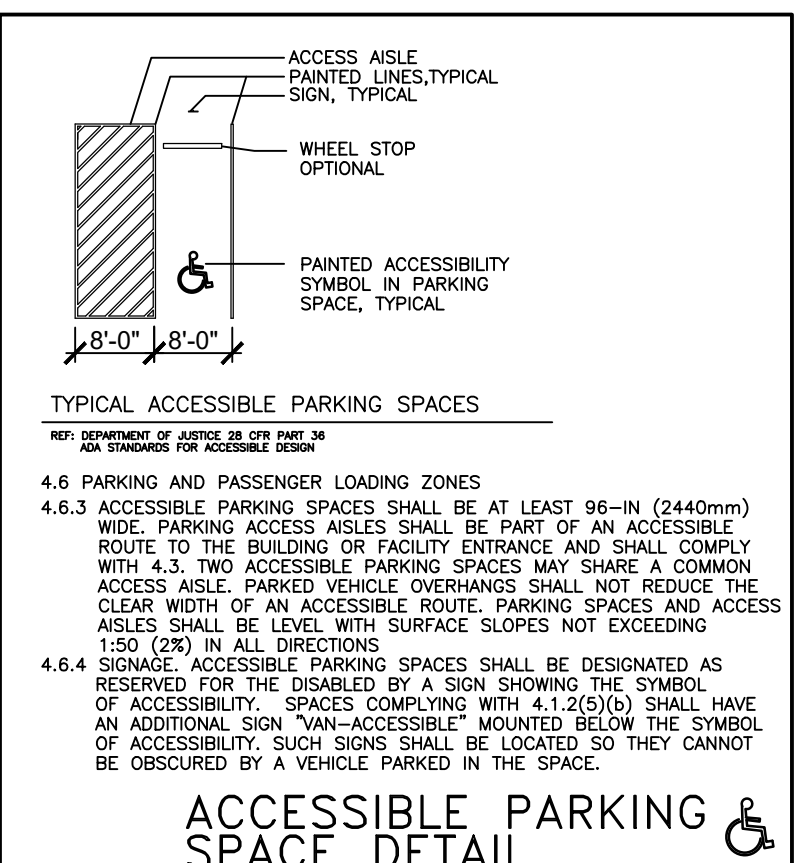 ACCESS AISLE
PAINTED LINES,TYPICAL
SIGN, TYPICAL
WHEEL STOP
OPTIONAL
PAINTED ACCESSIBILITY
SYMBOL IN PARKING
SPACE, TYPICAL
8'-0" 8'-0"
TYPICAL ACCESSIBLE PARKING SPACES
REF: DEPARTMENT OF JUSTICE 28 CFR PART 36
ADA STANDARDS FOR ACCESSIBLE DESIGN
4.6 PARKING AND PASSENGER LOADING ZONES
4.6.3 ACCESSIBLE PARKING SPACES SHALL BE AT LEAST 96-IN (2440mm)
WIDE. PARKING ACCESS AISLES SHALL BE PART OF AN ACCESSIBLE
ROUTE TO THE BUILDING OR FACILITY ENTRANCE AND SHALL COMPLY
WITH 4.3. TWO ACCESSIBLE PARKING SPACES MAY SHARE A COMMON
ACCESS AISLE. PARKED VEHICLE OVERHANGS SHALL NOT REDUCE THE
CLEAR WIDTH OF AN ACCESSIBLE ROUTE. PARKING SPACES AND ACCESS
AISLES SHALL BE LEVEL WITH SURFACE SLOPES NOT EXCEEDING
1:50 (2%) IN ALL DIRECTIONS
4.6.4 SIGNAGE. ACCESSIBLE PARKING SPACES SHALL BE DESIGNATED AS
RESERVED FOR THE DISABLED BY A SIGN SHOWING THE SYMBOL
OF ACCESSIBILITY. SPACES COMPLYING WITH 4.1.2(5)(b) SHALL HAVE
AN ADDITIONAL SIGN "VAN-ACCESSIBLE" MOUNTED BELOW THE SYMBOL
OF ACCESSIBILITY. SUCH SIGNS SHALL BE LOCATED SO THEY CANNOT
BE OBSCURED BY A VEHICLE PARKED IN THE SPACE.
ACCESSIBLE PARKING
SPACE DETAIL